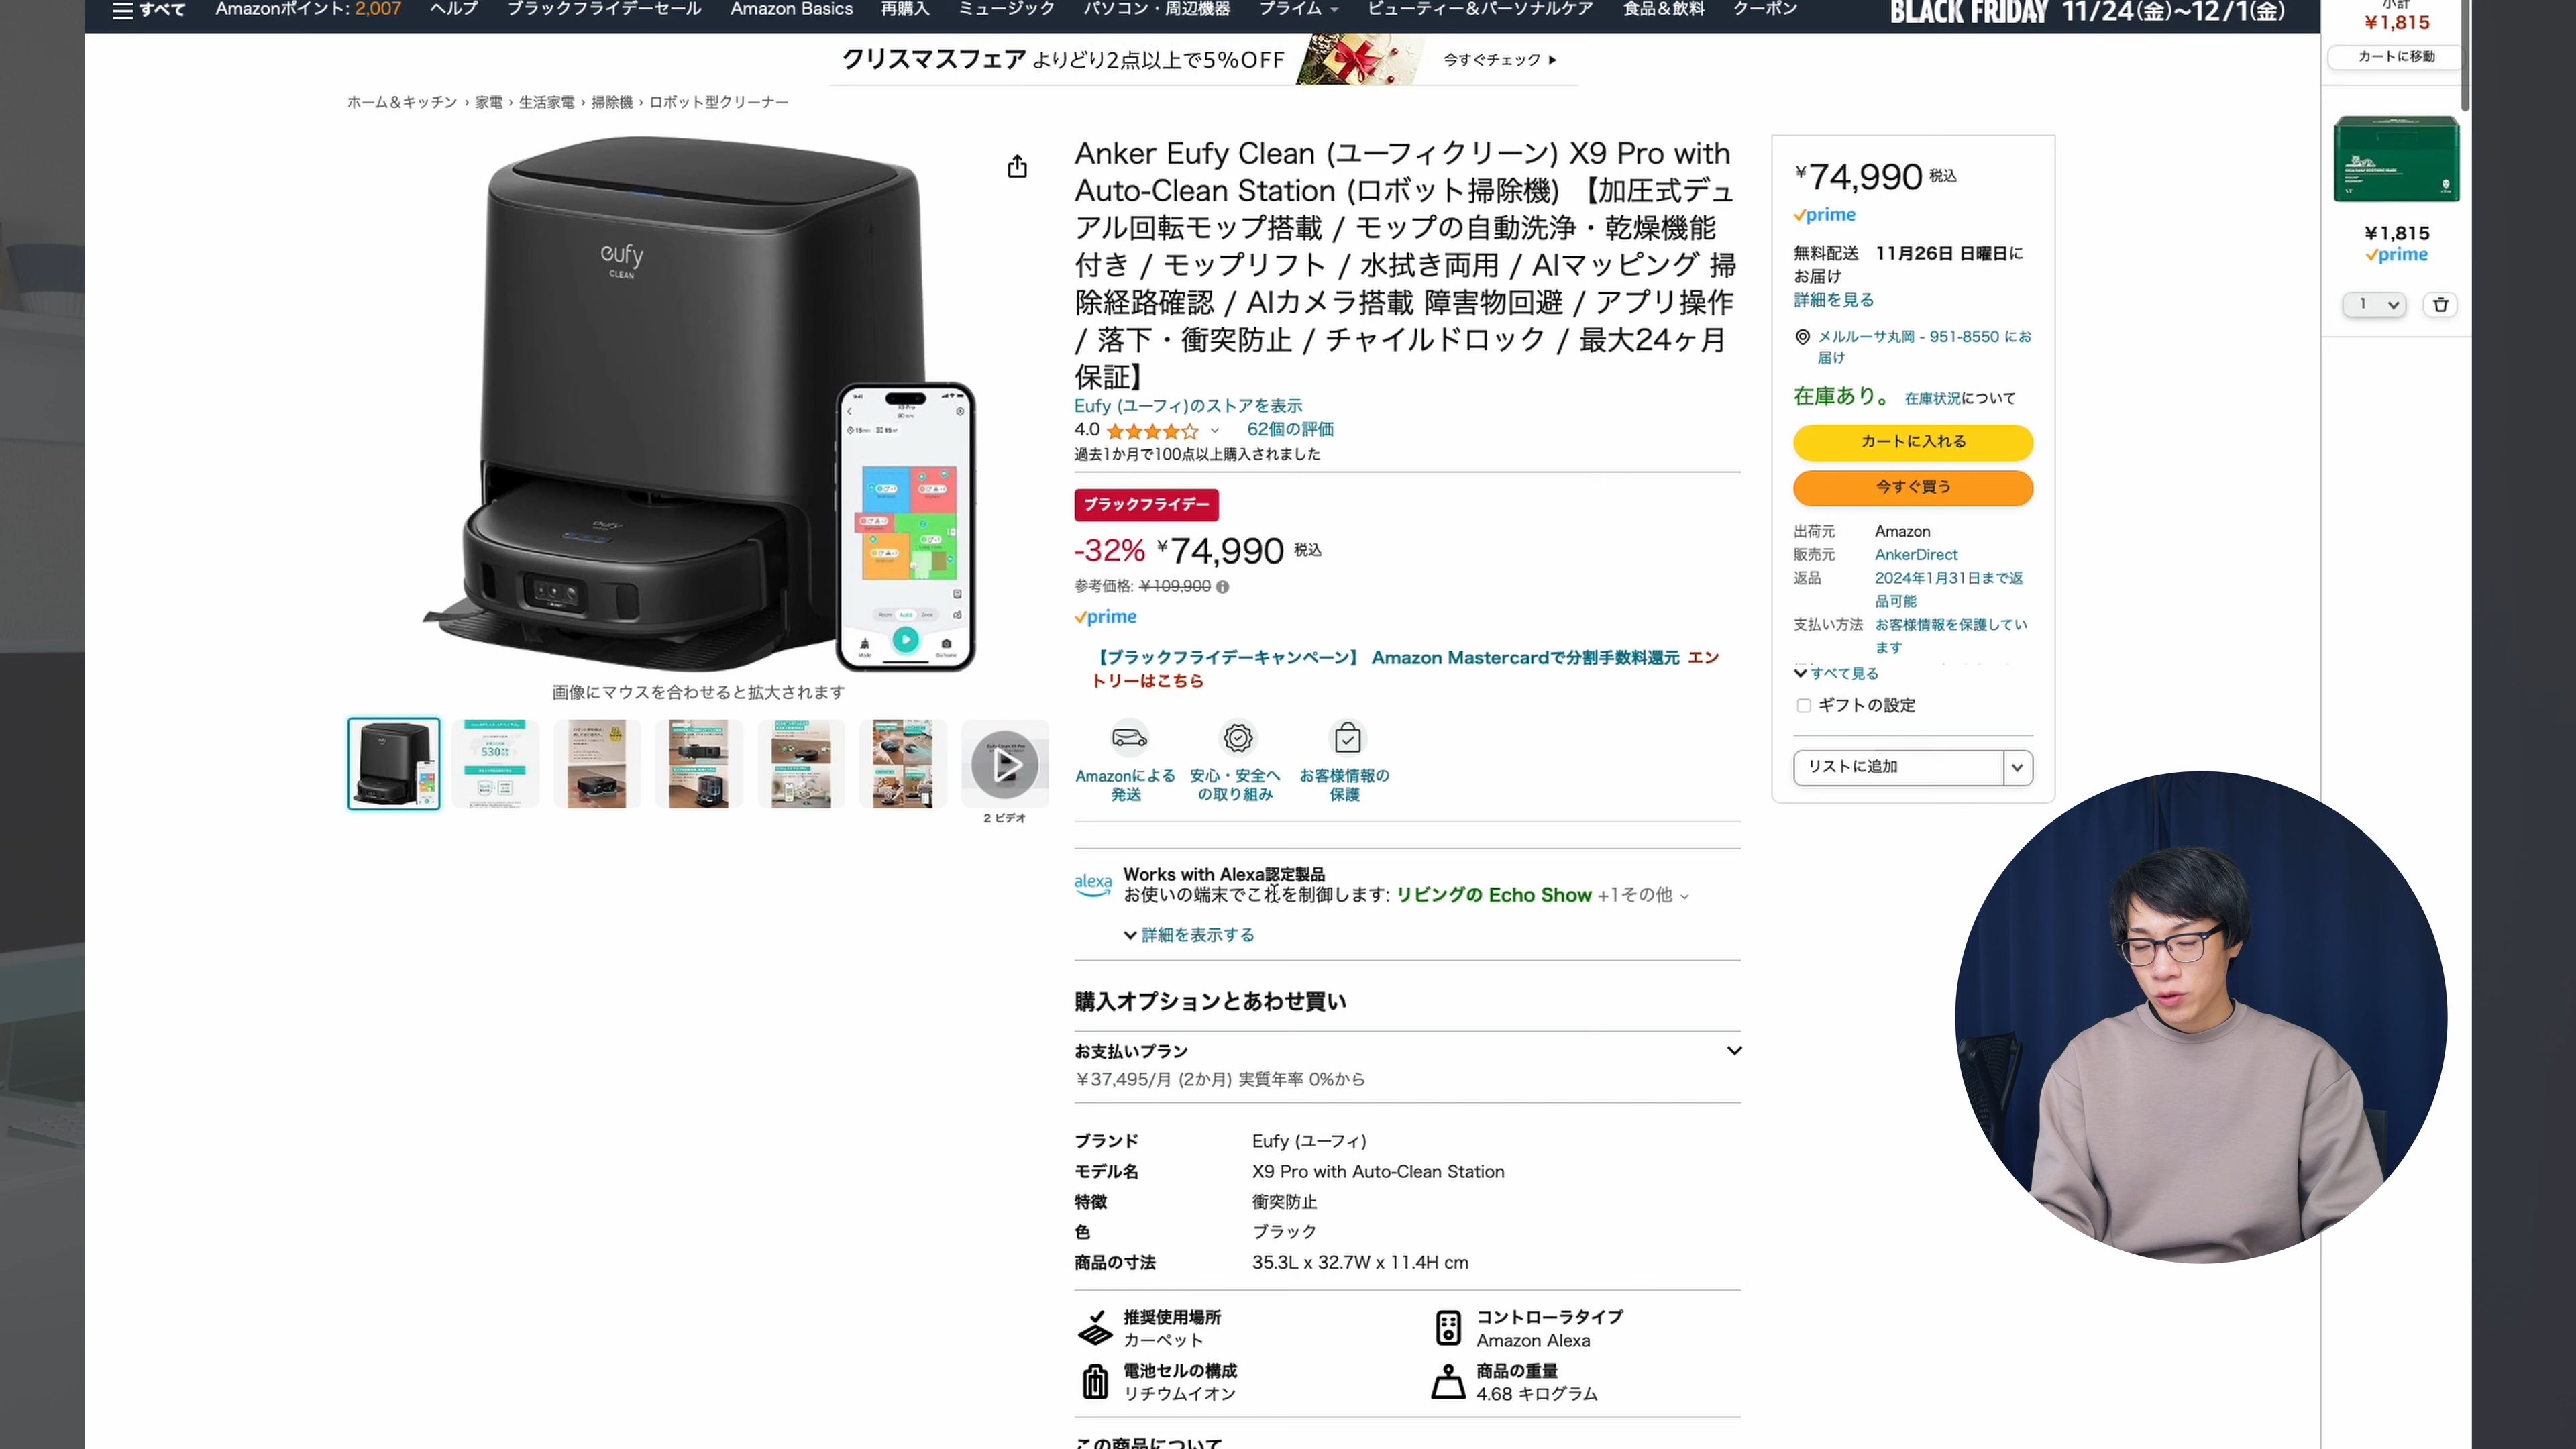 すべて Amazonポイント: 2,007 ヘルプ ブラックフライデーセール Amazon Basics 再購入 ミュージック パソコン・周辺機器 プライム ビューティー&パーソナルケア 食品&飲料 クーポン BLACK FRIDAY 11/24(金)~12/1(金)
小計
¥1,815
カートに移動
クリスマスフェア よりどり2点以上で5%OFF 今すぐチェック
ホーム&キッチン › 家電 › 生活家電 › 掃除機 › ロボット型クリーナー
eufy
CLEAN
画像にマウスを合わせると拡大されます
530
2 ビデオ
Anker Eufy Clean (ユーフィクリーン) X9 Pro with
Auto-Clean Station (ロボット掃除機) 【加圧式デュ
アル回転モップ搭載 / モップの自動洗浄・乾燥機能
付き / モップリフト / 水拭き両用 / AIマッピング 掃
除経路確認 / AIカメラ搭載 障害物回避 / アプリ操作
/ 落下・衝突防止 / チャイルドロック / 最大24ヶ月
保証】
Eufy (ユーフィ)のストアを表示
4.0 62個の評価
過去1か月で100点以上購入されました
ブラックフライデー
-32% ¥74,990 税込
参考価格: ¥109,900
prime
【ブラックフライデーキャンペーン】 Amazon Mastercardで分割手数料還元 エン
トリーはこちら
Amazonによる
発送
安心・安全へ
の取り組み
お客様情報の
保護
alexa
Works with Alexa認定製品
お使いの端末でこれを制御します: リビングの Echo Show +1その他
詳細を表示する
購入オプションとあわせ買い
お支払いプラン
¥37,495/月 (2か月) 実質年率 0%から
ブランド Eufy (ユーフィ)
モデル名 X9 Pro with Auto-Clean Station
特徴 衝突防止
色 ブラック
商品の寸法 35.3L x 32.7W x 11.4H cm
推奨使用場所
カーペット
コントローラタイプ
Amazon Alexa
電池セルの構成
リチウムイオン
商品の重量
4.68 キログラム
この商品について
¥74,990 税込
prime
無料配送 11月26日 日曜日に
お届け
詳細を見る
メルルーサ丸岡 - 951-8550 にお
届け
在庫あり。 在庫状況について
カートに入れる
今すぐ買う
出荷元 Amazon
販売元 AnkerDirect
返品 2024年1月31日まで返
品可能
支払い方法 お客様情報を保護してい
ます
すべて見る
ギフトの設定
リストに追加
¥1,815
prime
1